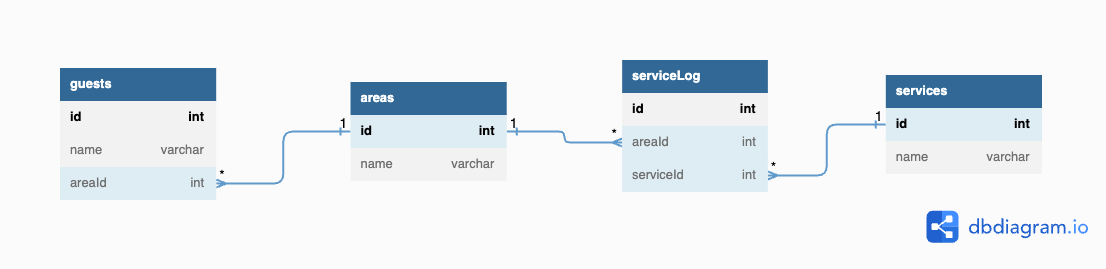 guests
id int
name varchar
areaId int
*
1
areas
id int
name varchar
1
*
serviceLog
id int
areaId int
serviceId int
*
1
services
id int
name varchar
dbdiagram.io